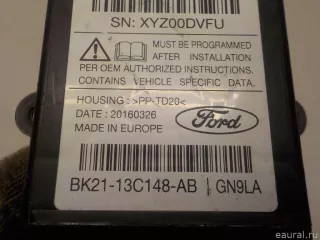 SN: XYZ00DVFU
MUST BE PROGRAMMED
AFTER INSTALLATION
PER OEM AUTHORIZED INSTRUCTIONS.
CONTAINS VEHICLE SPECIFIC DATA.
HOUSING : >PP-TD20<
DATE : 20160326
Ford
MADE IN EUROPE
BK21-13C148-AB | GN9LA
eaural.ru